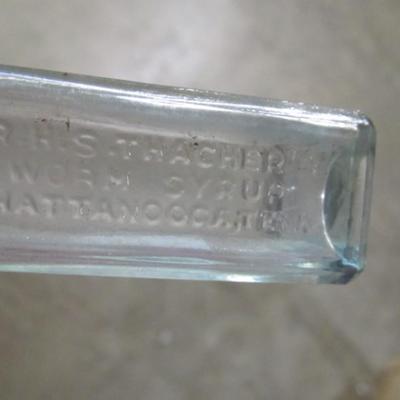 R.H.S. THACHER'S
WORM SYRUP
HATTANOOGA, TENN